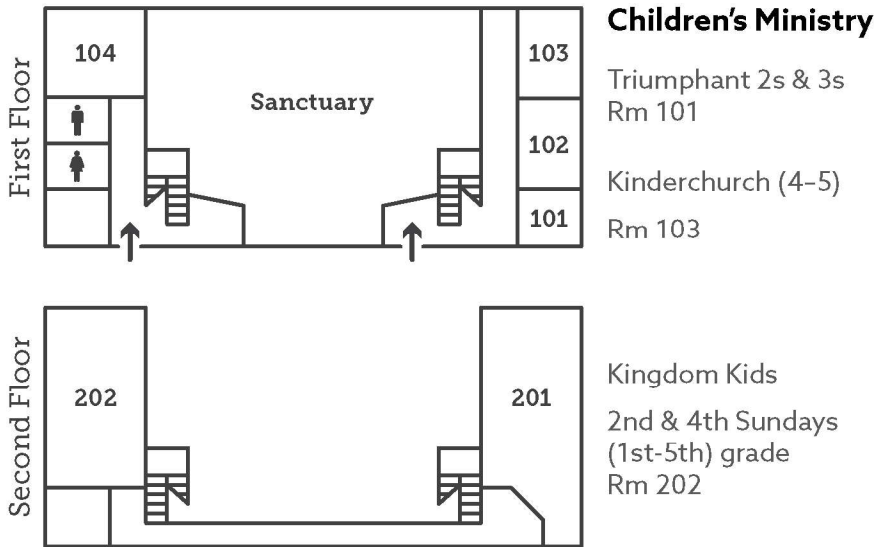 First Floor
104
Sanctuary
103
102
101
Second Floor
202
201
Children’s Ministry
Triumphant 2s & 3s
Rm 101
Kinderchurch (4–5)
Rm 103
Kingdom Kids
2nd & 4th Sundays
(1st-5th) grade
Rm 202